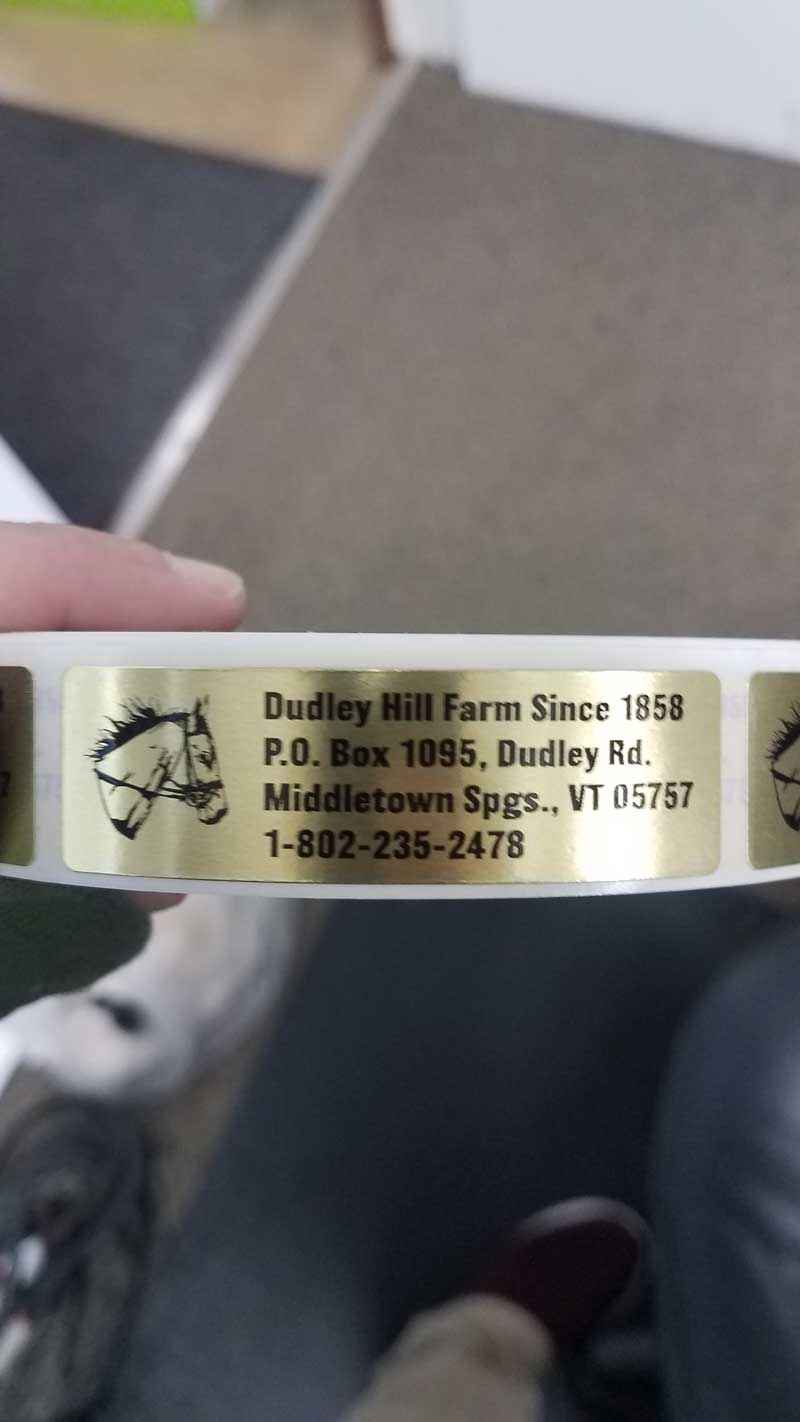 Dudley Hill Farm Since 1858
P.O. Box 1095, Dudley Rd.
Middletown Spgs., VT 05757
1-802-235-2478